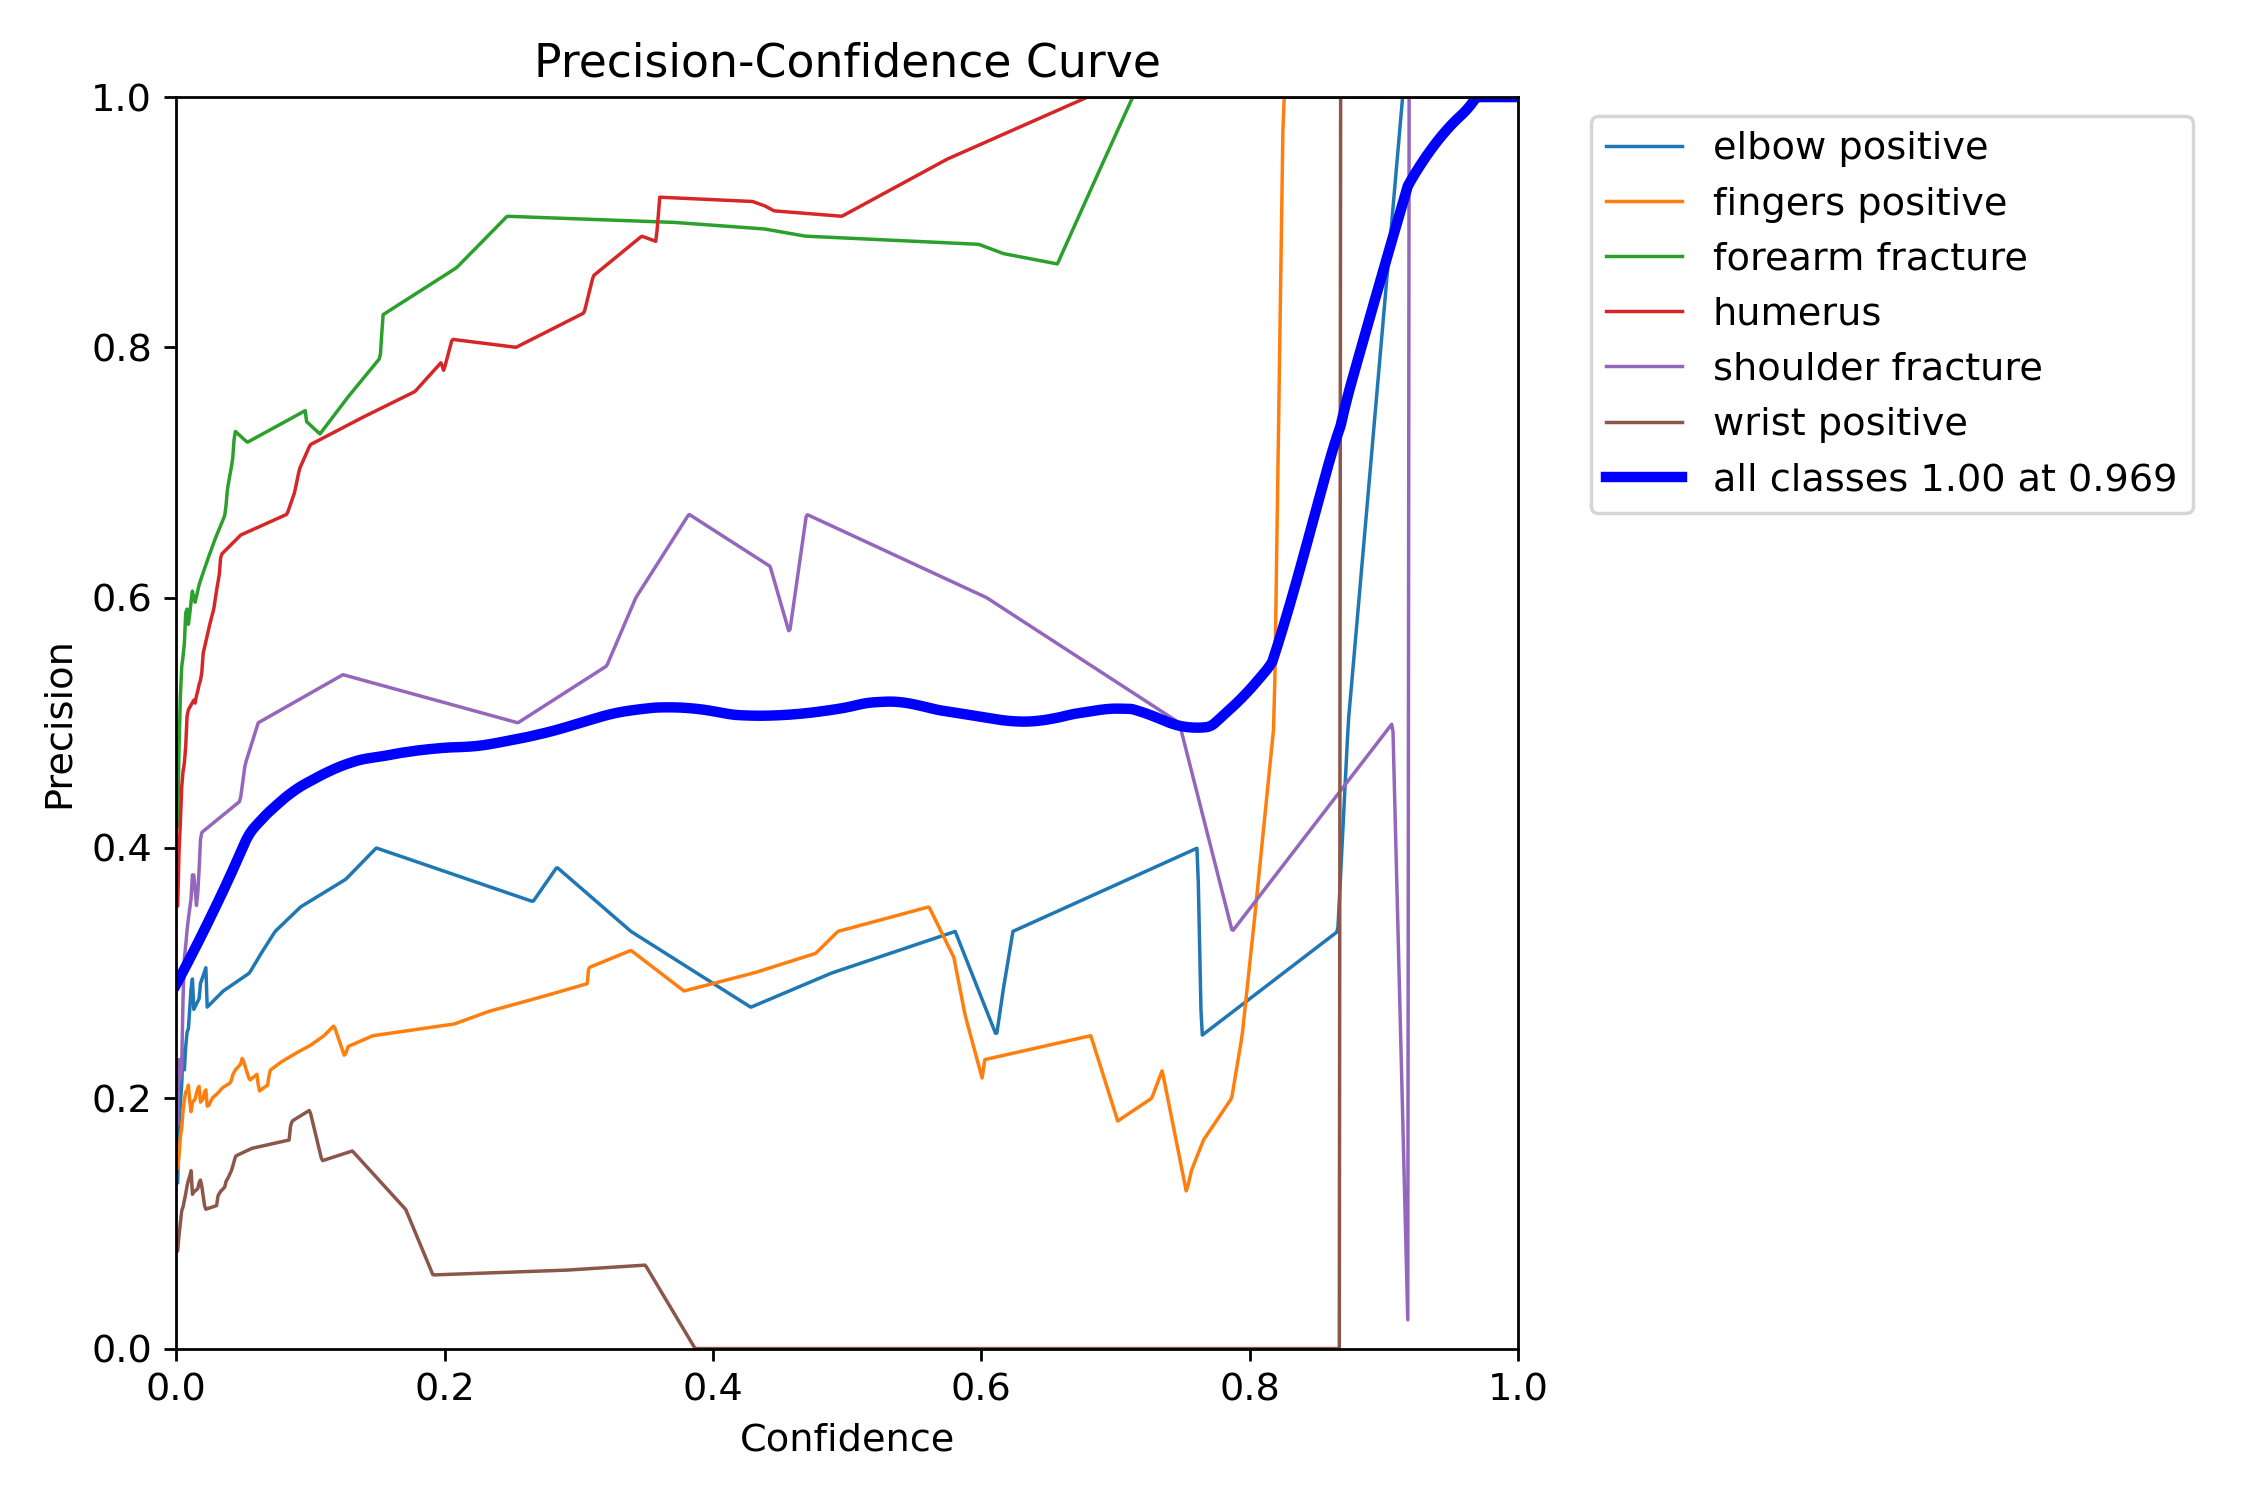 Precision-Confidence Curve
1.0
0.8
0.6
0.4
0.2
0.0
Precision
0.0 0.2 0.4 0.6 0.8 1.0
Confidence
elbow positive
fingers positive
forearm fracture
humerus
shoulder fracture
wrist positive
all classes 1.00 at 0.969